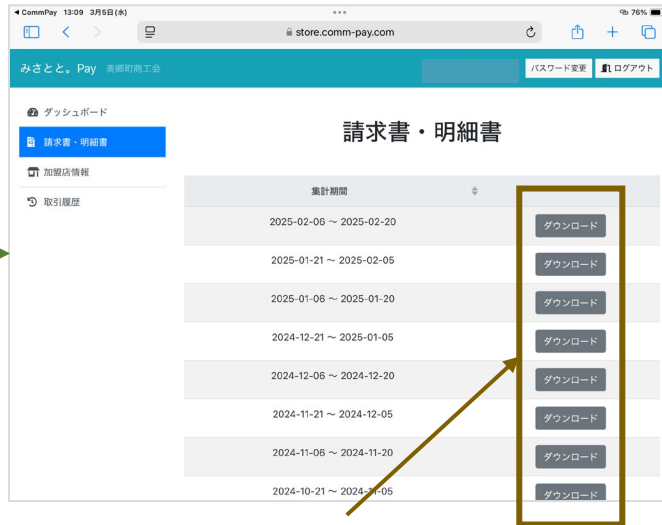 ◀ CommPay 13:09 3月5日(水)
76%
store.comm-pay.com
みさとと。Pay 美郷町商工会
パスワード変更
ログアウト
ダッシュボード
請求書・明細書
加盟店情報
取引履歴
請求書・明細書
集計期間
2025-02-06 ～ 2025-02-20 ダウンロード
2025-01-21 ～ 2025-02-05 ダウンロード
2025-01-06 ～ 2025-01-20 ダウンロード
2024-12-21 ～ 2025-01-05 ダウンロード
2024-12-06 ～ 2024-12-20 ダウンロード
2024-11-21 ～ 2024-12-05 ダウンロード
2024-11-06 ～ 2024-11-20 ダウンロード
2024-10-21 ～ 2024-11-05 ダウンロード